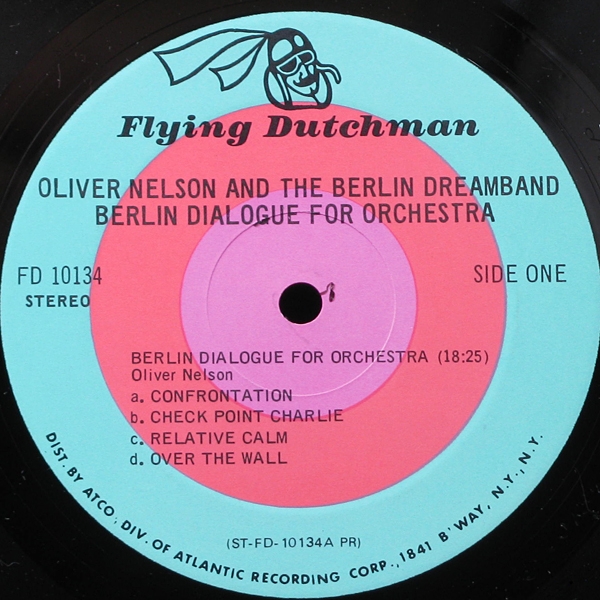 Flying Dutchman
OLIVER NELSON AND THE BERLIN DREAMBAND
BERLIN DIALOGUE FOR ORCHESTRA
FD 10134
STEREO
SIDE ONE
BERLIN DIALOGUE FOR ORCHESTRA (18:25)
Oliver Nelson
a. CONFRONTATION
b. CHECK POINT CHARLIE
c. RELATIVE CALM
d. OVER THE WALL
(ST-FD-10134A PR)
DIST. BY ATCO, DIV. OF ATLANTIC RECORDING CORP., 1841 B'WAY, N.Y., N.Y.